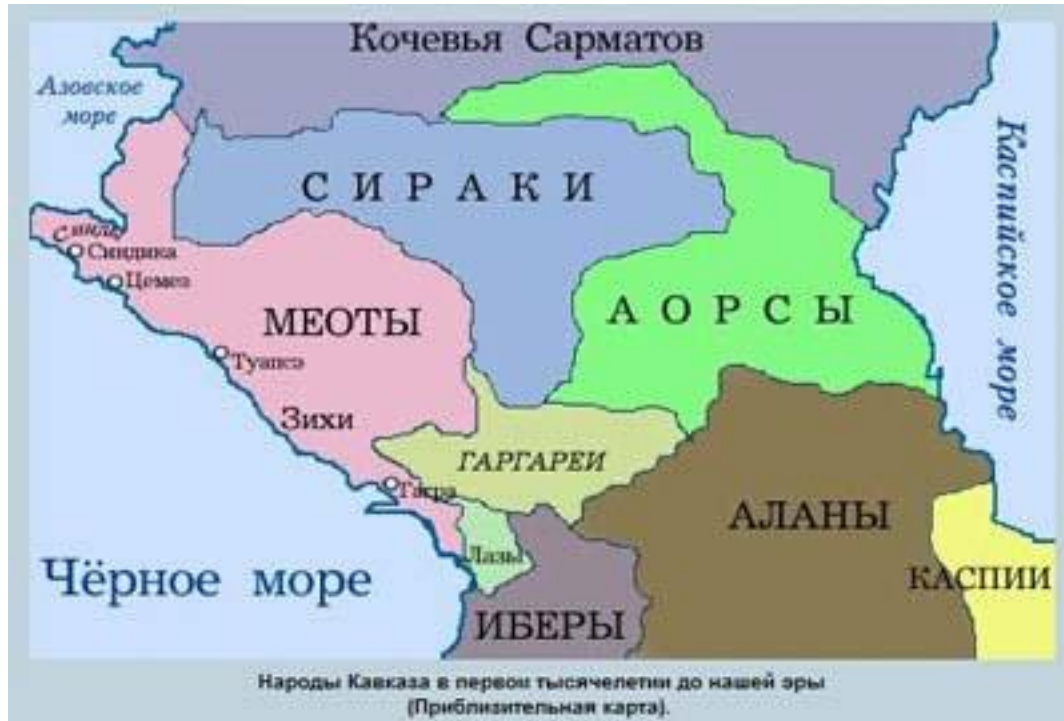 Кочевья Сарматов
Азовское
море
СИРАКИ
Каспийское море
Синды
Синдика
Цемез
МЕОТЫ
АОРСЫ
Туапсэ
Зихи
ГАРГАРЕИ
Гагра
АЛАНЫ
Лазы
Чёрное море
КАСПИИ
ИБЕРЫ
Народы Кавказа в первом тысячелетии до нашей эры
(Приблизительная карта).